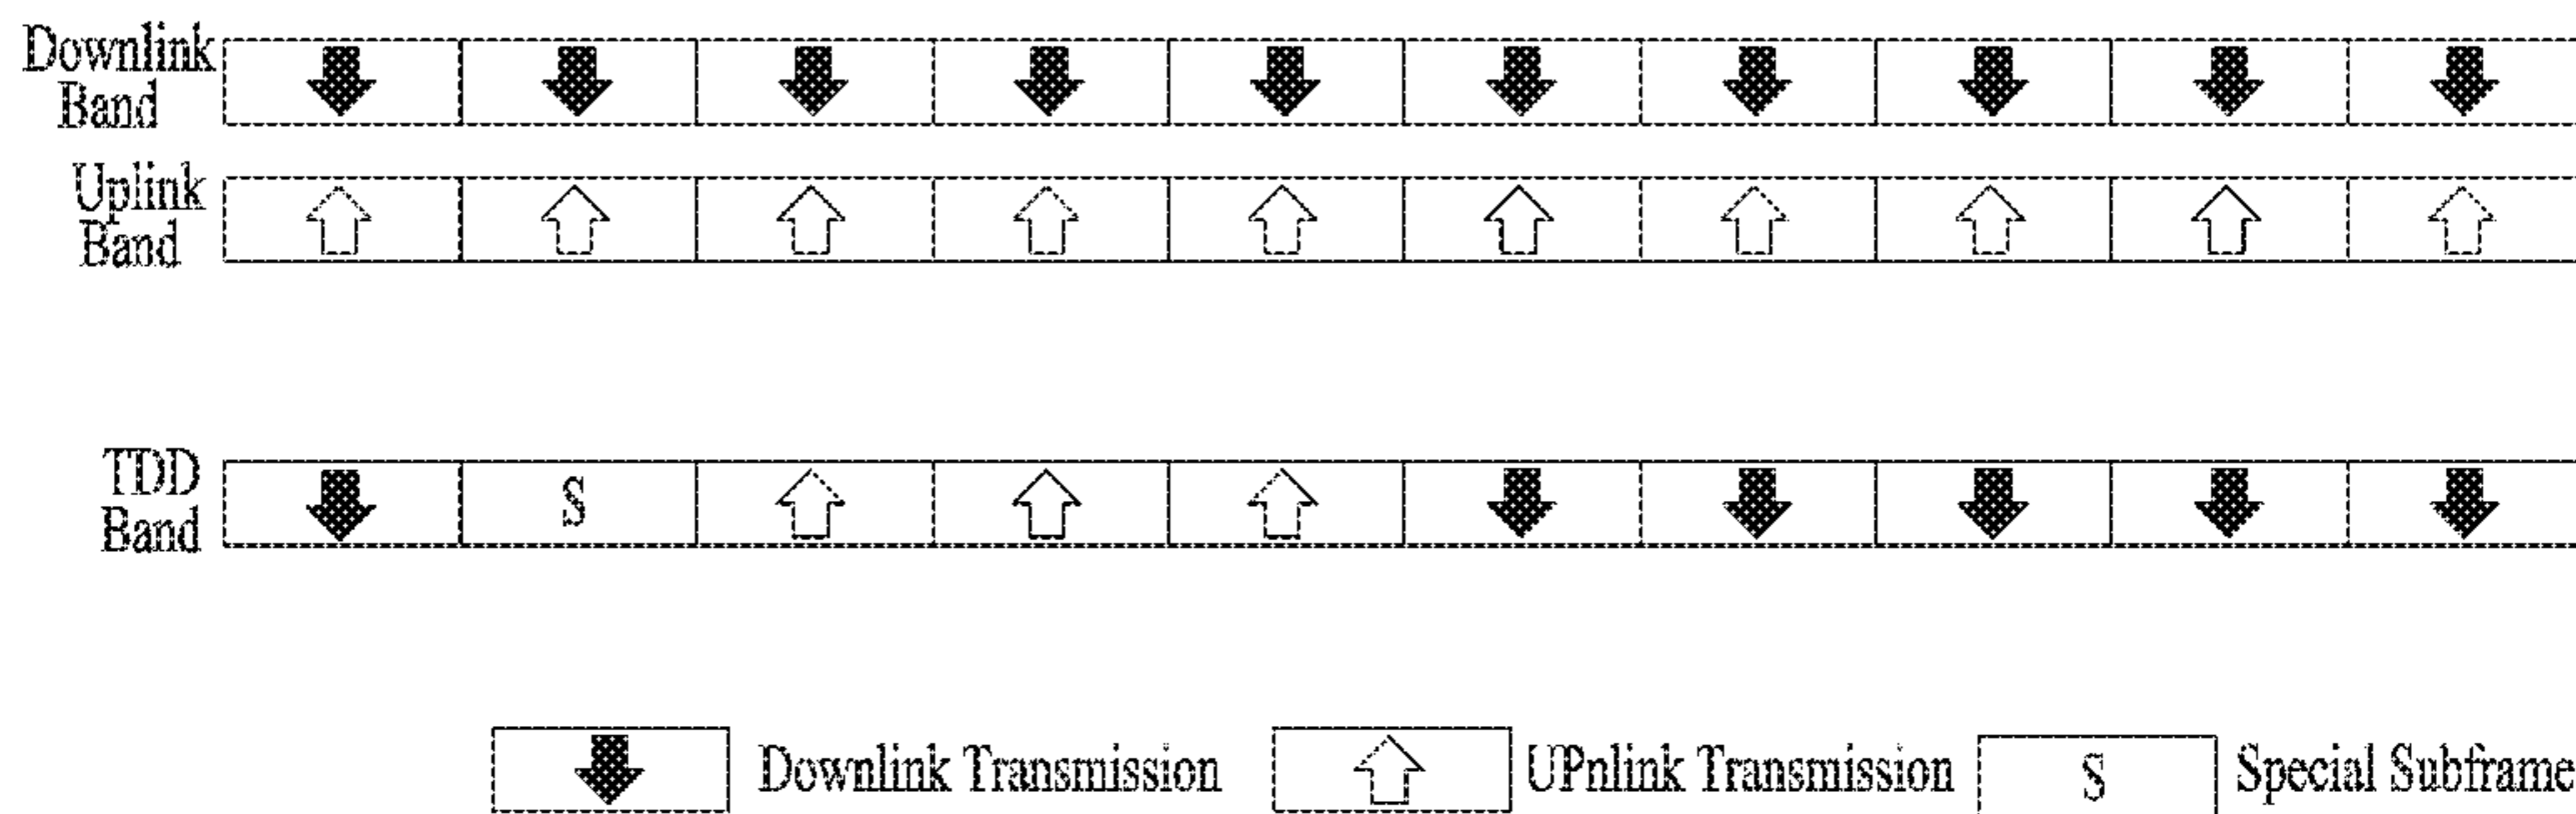 Downlink
Band
Uplink
Band
TDD
Band
S
Downlink Transmission
UPnlink Transmission
S
Special Subframe